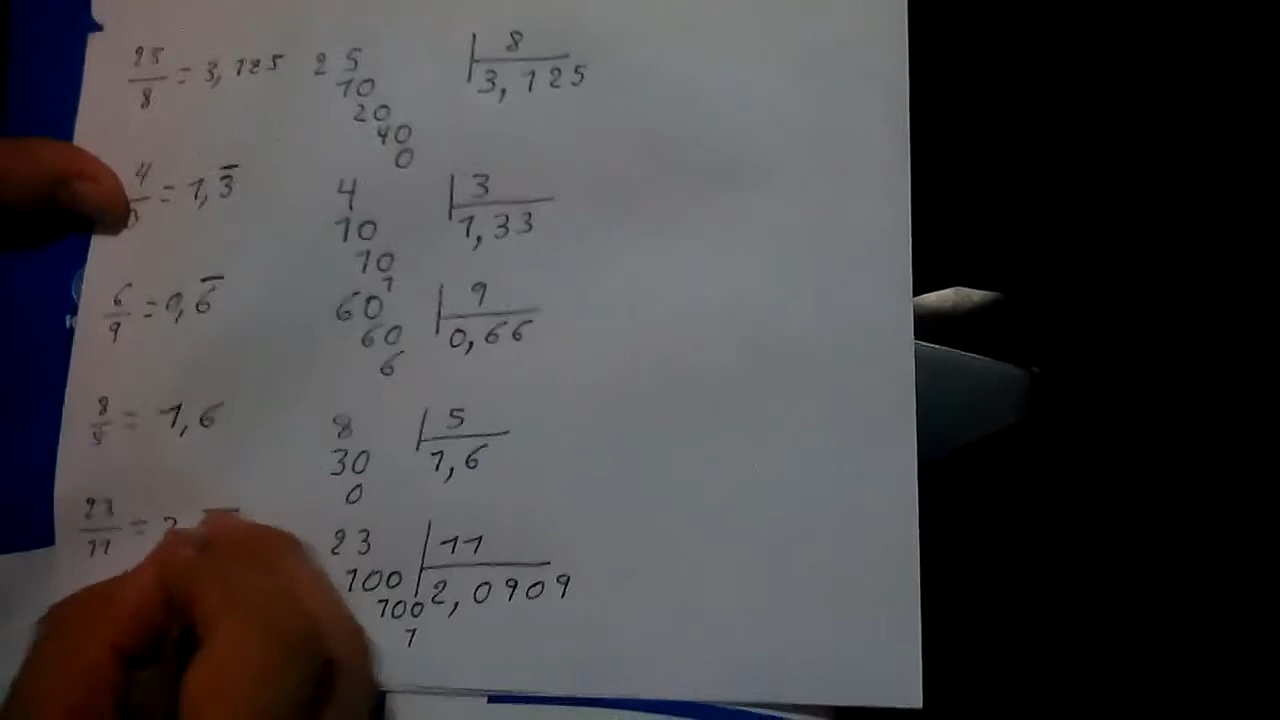 25/8 = 3,125 25 |8
10 3,125
20
40
0
4/ = 1,3̅ 4 |3
10 1,33
10
1
6/9 = 0,6̅ 60 |9
60 0,66
6
8/5 = 1,6 8 |5
30 1,6
0
23/11 = 23 |11
100 2,0909
100
1